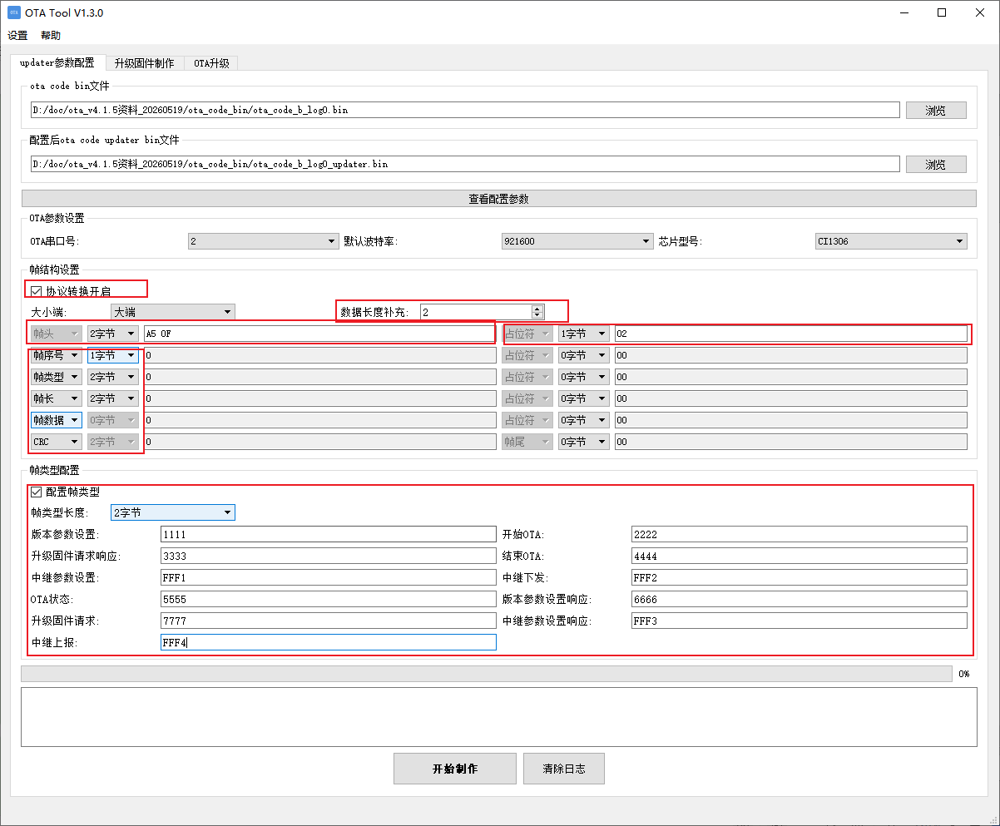 OTA Tool V1.3.0
设置 帮助
updater参数配置 升级固件制作 OTA升级
ota code bin文件
D:/doc/ota_v4.1.5资料_20260519/ota_code_bin/ota_code_b_log0.bin 浏览
配置后ota code updater bin文件
D:/doc/ota_v4.1.5资料_20260519/ota_code_bin/ota_code_b_log0_updater.bin 浏览
查看配置参数
OTA参数设置
OTA串口号: 2 默认波特率: 921600 芯片型号: CI1306
帧结构设置
协议转换开启
大小端: 大端 数据长度补充: 2
帧头 2字节 A5 0F 占位符 1字节 02
帧序号 1字节 0 占位符 0字节 00
帧类型 2字节 0 占位符 0字节 00
帧长 2字节 0 占位符 0字节 00
帧数据 0字节 0 占位符 0字节 00
CRC 2字节 0 帧尾 0字节 00
帧类型配置
配置帧类型
帧类型长度: 2字节
版本参数设置: 1111 开始OTA: 2222
升级固件请求响应: 3333 结束OTA: 4444
中继参数设置: FFF1 中继下发: FFF2
OTA状态: 5555 版本参数设置响应: 6666
升级固件请求: 7777 中继参数设置响应: FFF3
中继上报: FFF4
0%
开始制作 清除日志